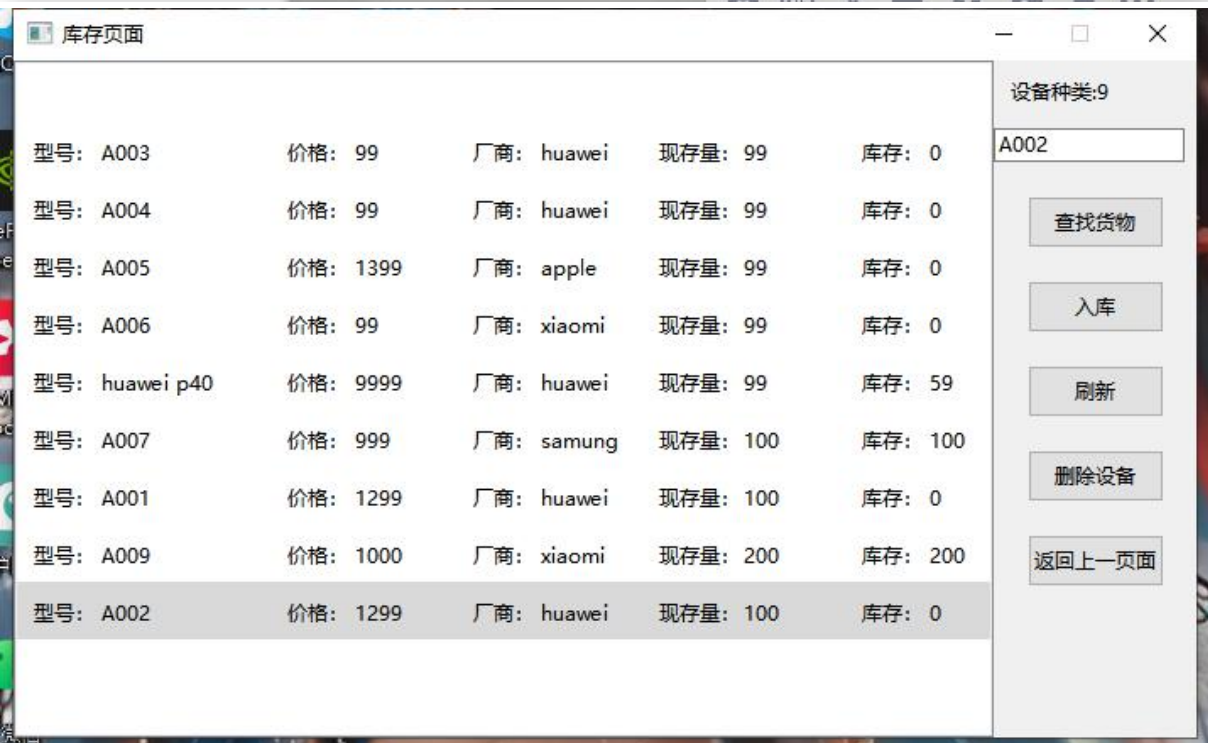 库存页面
设备种类:9
A002
型号： A003 价格： 99 厂商： huawei 现存量： 99 库存： 0
型号： A004 价格： 99 厂商： huawei 现存量： 99 库存： 0
型号： A005 价格： 1399 厂商： apple 现存量： 99 库存： 0
型号： A006 价格： 99 厂商： xiaomi 现存量： 99 库存： 0
型号： huawei p40 价格： 9999 厂商： huawei 现存量： 99 库存： 59
型号： A007 价格： 999 厂商： samung 现存量： 100 库存： 100
型号： A001 价格： 1299 厂商： huawei 现存量： 100 库存： 0
型号： A009 价格： 1000 厂商： xiaomi 现存量： 200 库存： 200
型号： A002 价格： 1299 厂商： huawei 现存量： 100 库存： 0
查找货物
入库
刷新
删除设备
返回上一页面